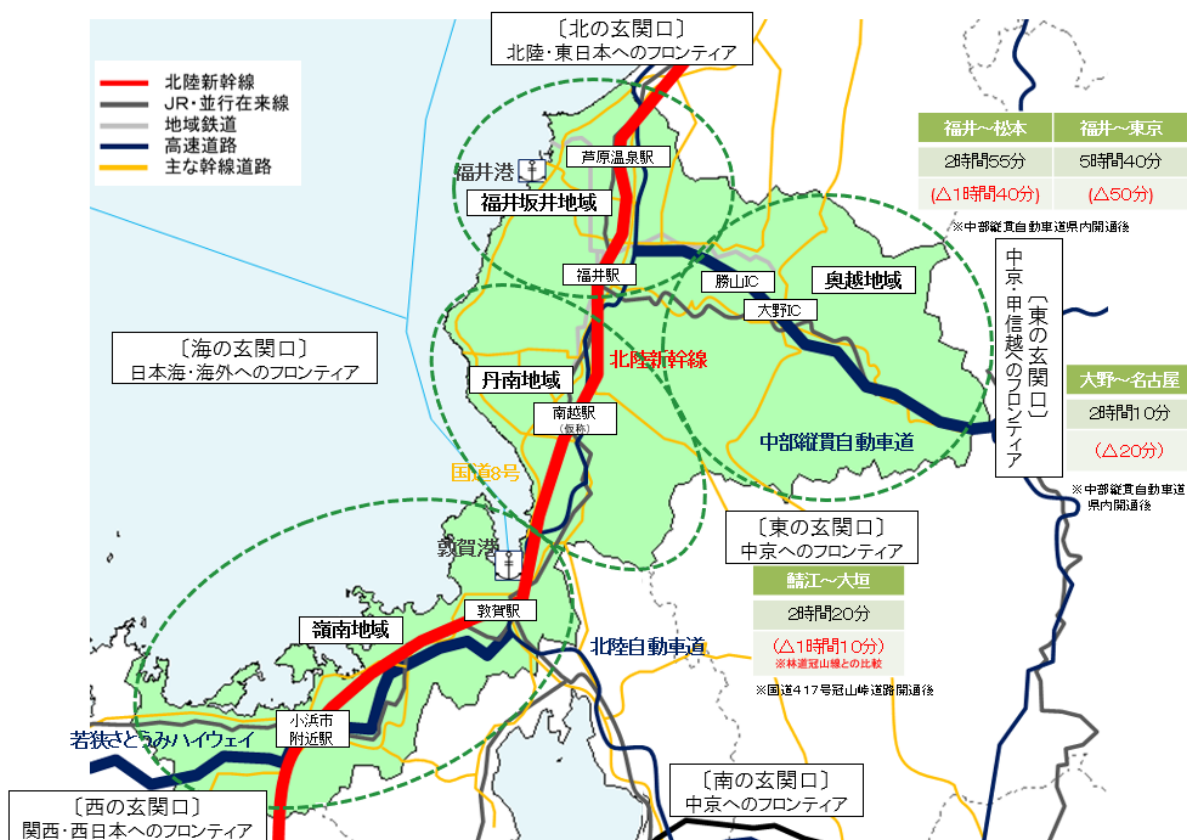 〔北の玄関口〕
北陸・東日本へのフロンティア
北陸新幹線
JR・並行在来線
地域鉄道
高速道路
主な幹線道路
福井～松本
福井～東京
2時間55分
5時間40分
(△1時間40分)
(△50分)
※中部縦貫自動車道県内開通後
芦原温泉駅
福井港
福井坂井地域
福井駅
勝山IC
奥越地域
大野IC
〔東の玄関口〕
中京・甲信越へのフロンティア
〔海の玄関口〕
日本海・海外へのフロンティア
北陸新幹線
丹南地域
南越駅
(仮称)
大野～名古屋
2時間10分
(△20分)
※中部縦貫自動車道
県内開通後
中部縦貫自動車道
国道8号
敦賀港
〔東の玄関口〕
中京へのフロンティア
鯖江～大垣
2時間20分
(△1時間10分)
※林道冠山線との比較
※国道417号冠山峠道路開通後
敦賀駅
嶺南地域
北陸自動車道
小浜市
附近駅
若狭さとうみハイウェイ
〔南の玄関口〕
中京へのフロンティア
〔西の玄関口〕
関西・西日本へのフロンティア